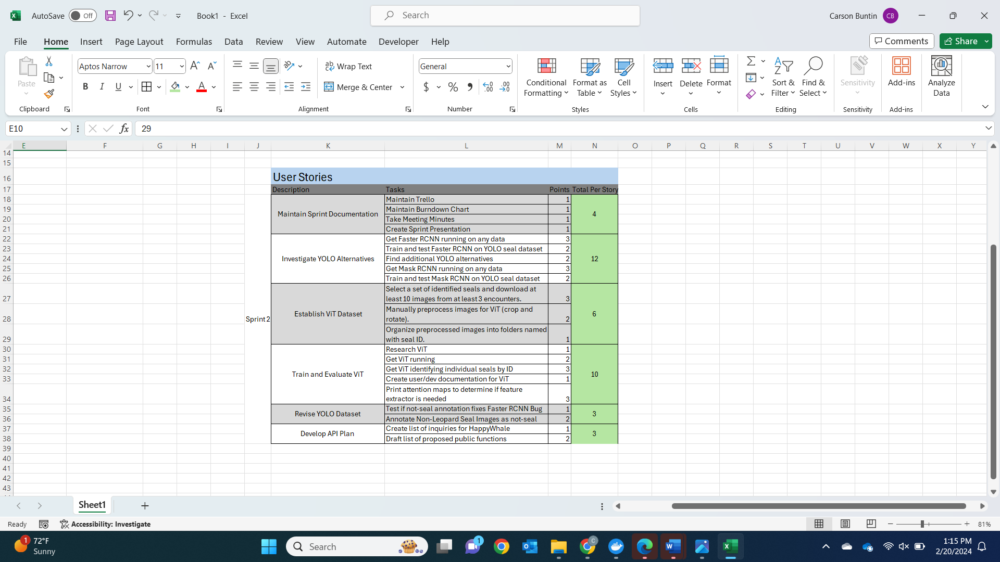 AutoSave Off Book1 - Excel Search Carson Buntin CB
File Home Insert Page Layout Formulas Data Review View Automate Developer Help Comments Share
Paste
Clipboard
Aptos Narrow 11
B I U
Font
Wrap Text
Merge & Center
Alignment
General
$ %
Number
Conditional Formatting
Format as Table
Cell Styles
Styles
Insert Delete Format
Cells
Sort & Filter
Find & Select
Editing
Sensitivity
Sensitivity
Add-ins
Add-ins
Analyze Data
E10 fx 29
E F G H I J K L M N O P Q R S T U V W X Y
14
15
16 User Stories
17 Description Tasks Points Total Per Story
18 Maintain Trello 1
19 Maintain Sprint Documentation Maintain Burndown Chart 1 4
20 Take Meeting Minutes 1
21 Create Sprint Presentation 1
22 Get Faster RCNN running on any data 3
23 Train and test Faster RCNN on YOLO seal dataset 2
24 Investigate YOLO Alternatives Find additional YOLO alternatives 2 12
25 Get Mask RCNN running on any data 3
26 Train and test Mask RCNN on YOLO seal dataset 2
Select a set of identified seals and download at
27 least 10 images from at least 3 encounters. 3
Establish ViT Dataset Manually preprocess images for ViT (crop and 6
28 Sprint 2 rotate). 2
Organize preprocessed images into folders named
29 with seal ID. 1
30 Research ViT 1
31 Get ViT running 2
32 Train and Evaluate ViT Get ViT identifying individual seals by ID 3 10
33 Create user/dev documentation for ViT 1
Print attention maps to determine if feature
34 extractor is needed 3
35 Revise YOLO Dataset Test if not-seal annotation fixes Faster RCNN Bug 1 3
36 Annotate Non-Leopard Seal Images as not-seal 2
37 Develop API Plan Create list of inquiries for HappyWhale 1 3
38 Draft list of proposed public functions 2
39
40
41
42
43
Sheet1
Ready Accessibility: Investigate 81%
1 72°F
Sunny
Search
1
1:15 PM
2/20/2024